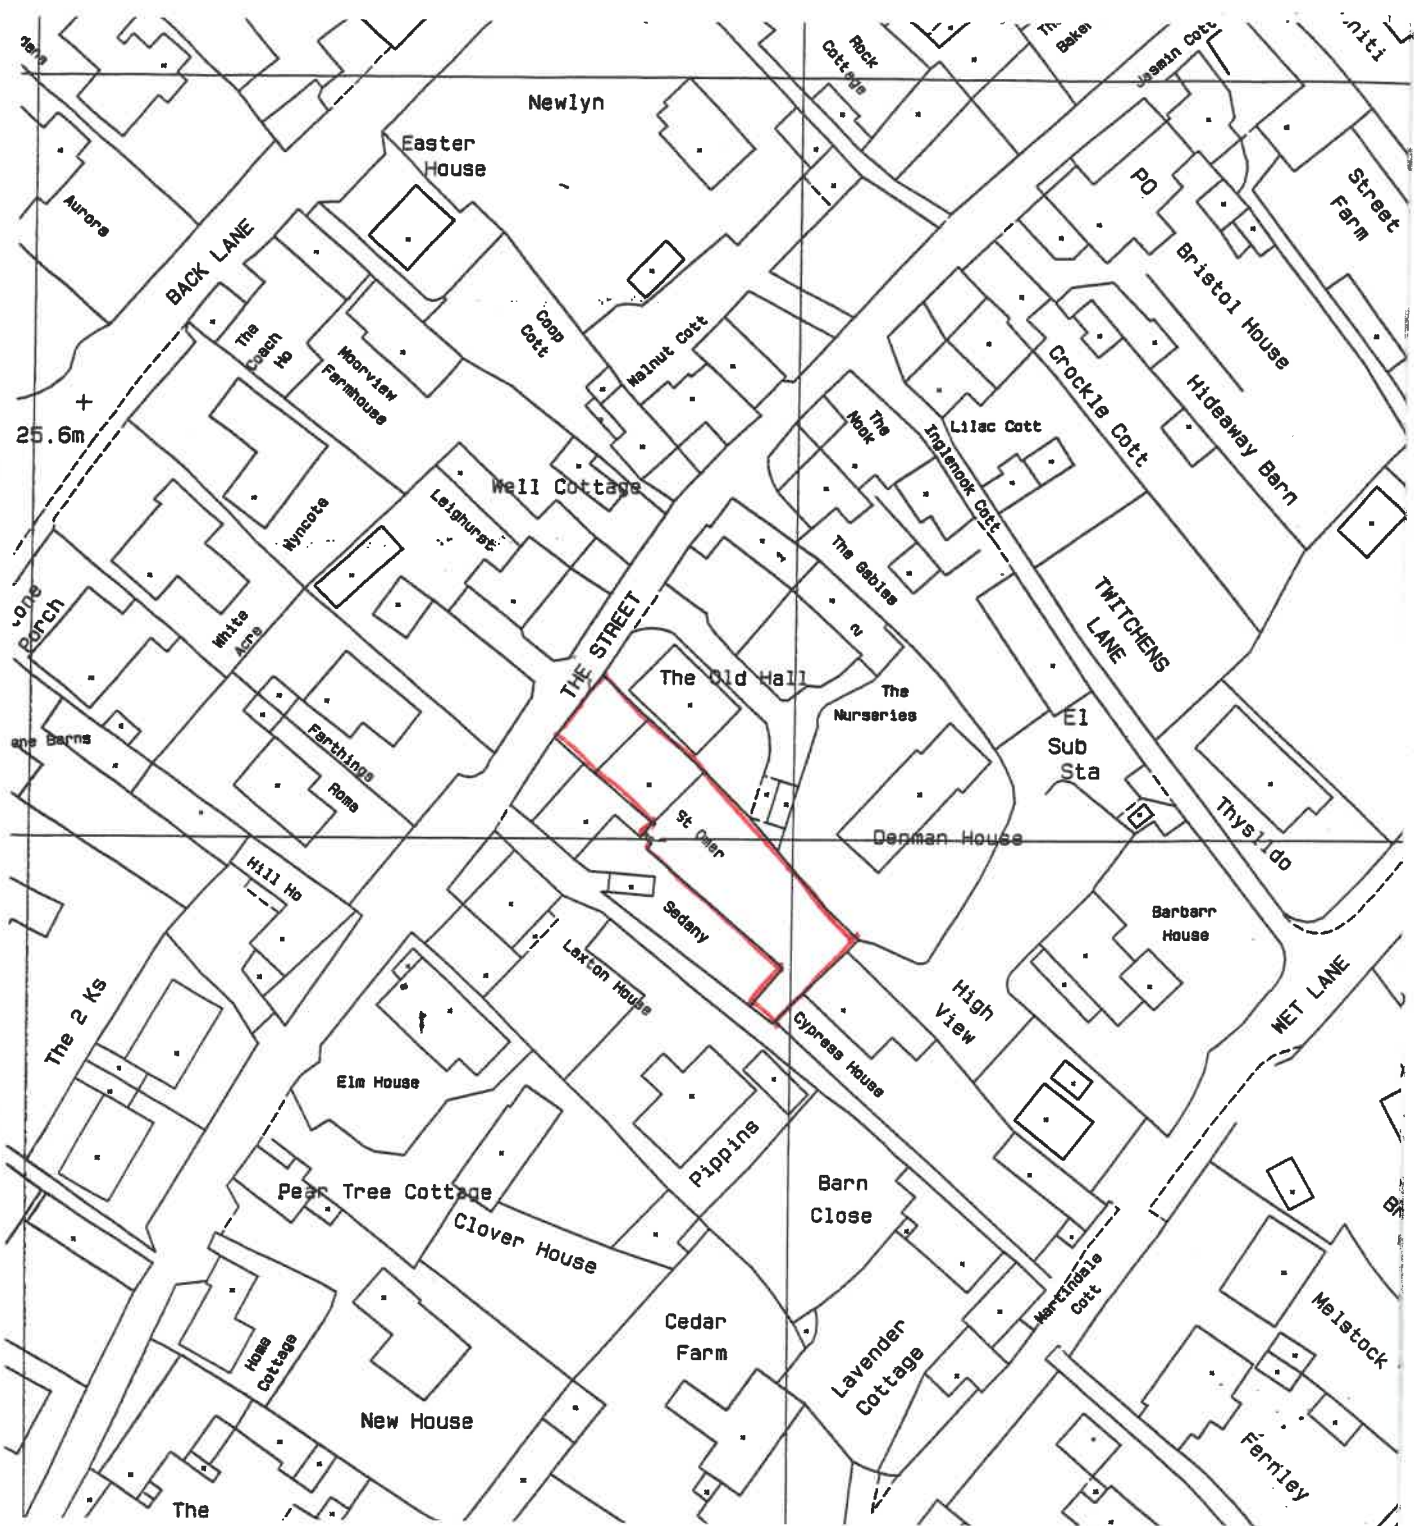 Rock
Cottage
Baker
Jasmin Cott
Newlyn
Easter
House
PO
Street
Farm
Aurora
BACK LANE
Bristol House
The
Coach
Ho
Moorview
Farmhouse
Coop
Cott
Walnut Cott
Crockle Cott
Hideaway Barn
25.6m
The
Nook
Inglenook Cott
Lilac Cott
Wyncote
Leighurst
Well Cottage
1
The Gables
2
Porch
White
Acre
THE STREET
The Old Hall
TWITCHENS
LANE
The
Nurseries
El
Sub
Sta
Farthings
Roma
St Omer
Denman House
Thyslldo
Hill Ho
Sedany
Laxton House
Barbarr
House
The 2 Ks
High
View
WET LANE
Cypress House
Elm House
Pippins
Pear Tree Cottage
Clover House
Barn
Close
Martindale
Cott
Melstock
Cedar
Farm
Lavender
Cottage
Home
Cottage
New House
Fernley
The